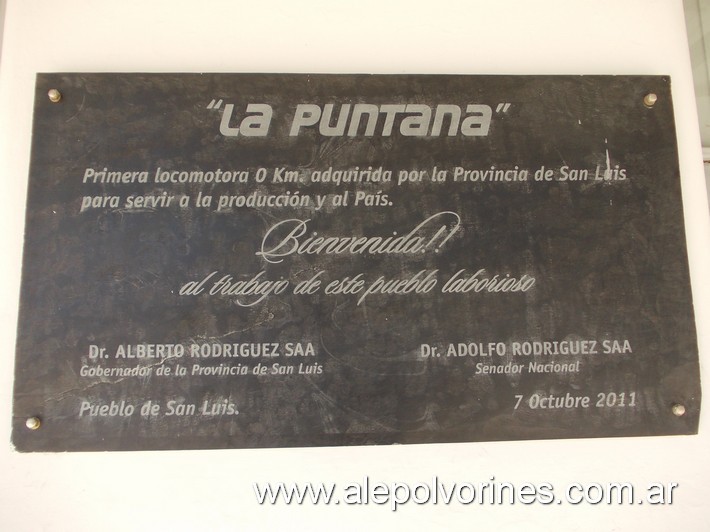 "LA PUNTANA"
Primera locomotora 0 Km. adquirida por la Provincia de San Luis
para servir a la producción y al País.
Bienvenida!!
al trabajo de este pueblo laborioso
Dr. ALBERTO RODRIGUEZ SAA Dr. ADOLFO RODRIGUEZ SAA
Gobernador de la Provincia de San Luis Senador Nacional
Pueblo de San Luis. 7 Octubre 2011
www.alepolvorines.com.ar